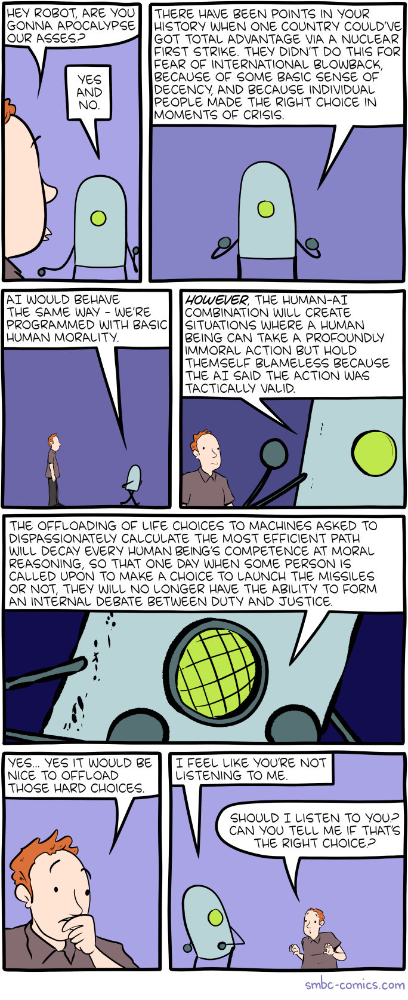 HEY ROBOT, ARE YOU
GONNA APOCALYPSE
OUR ASSES?
YES
AND
NO.
THERE HAVE BEEN POINTS IN YOUR
HISTORY WHEN ONE COUNTRY COULD'VE
GOT TOTAL ADVANTAGE VIA A NUCLEAR
FIRST STRIKE. THEY DIDN'T DO THIS FOR
FEAR OF INTERNATIONAL BLOWBACK,
BECAUSE OF SOME BASIC SENSE OF
DECENCY, AND BECAUSE INDIVIDUAL
PEOPLE MADE THE RIGHT CHOICE IN
MOMENTS OF CRISIS.
AI WOULD BEHAVE
THE SAME WAY - WE'RE
PROGRAMMED WITH BASIC
HUMAN MORALITY.
HOWEVER, THE HUMAN-AI
COMBINATION WILL CREATE
SITUATIONS WHERE A HUMAN
BEING CAN TAKE A PROFOUNDLY
IMMORAL ACTION BUT HOLD
THEMSELF BLAMELESS BECAUSE
THE AI SAID THE ACTION WAS
TACTICALLY VALID.
THE OFFLOADING OF LIFE CHOICES TO MACHINES ASKED TO
DISPASSIONATELY CALCULATE THE MOST EFFICIENT PATH
WILL DECAY EVERY HUMAN BEING'S COMPETENCE AT MORAL
REASONING, SO THAT ONE DAY WHEN SOME PERSON IS
CALLED UPON TO MAKE A CHOICE TO LAUNCH THE MISSILES
OR NOT, THEY WILL NO LONGER HAVE THE ABILITY TO FORM
AN INTERNAL DEBATE BETWEEN DUTY AND JUSTICE.
YES... YES IT WOULD BE
NICE TO OFFLOAD
THOSE HARD CHOICES.
I FEEL LIKE YOU'RE NOT
LISTENING TO ME.
SHOULD I LISTEN TO YOU?
CAN YOU TELL ME IF THAT'S
THE RIGHT CHOICE?
smbc-comics.com